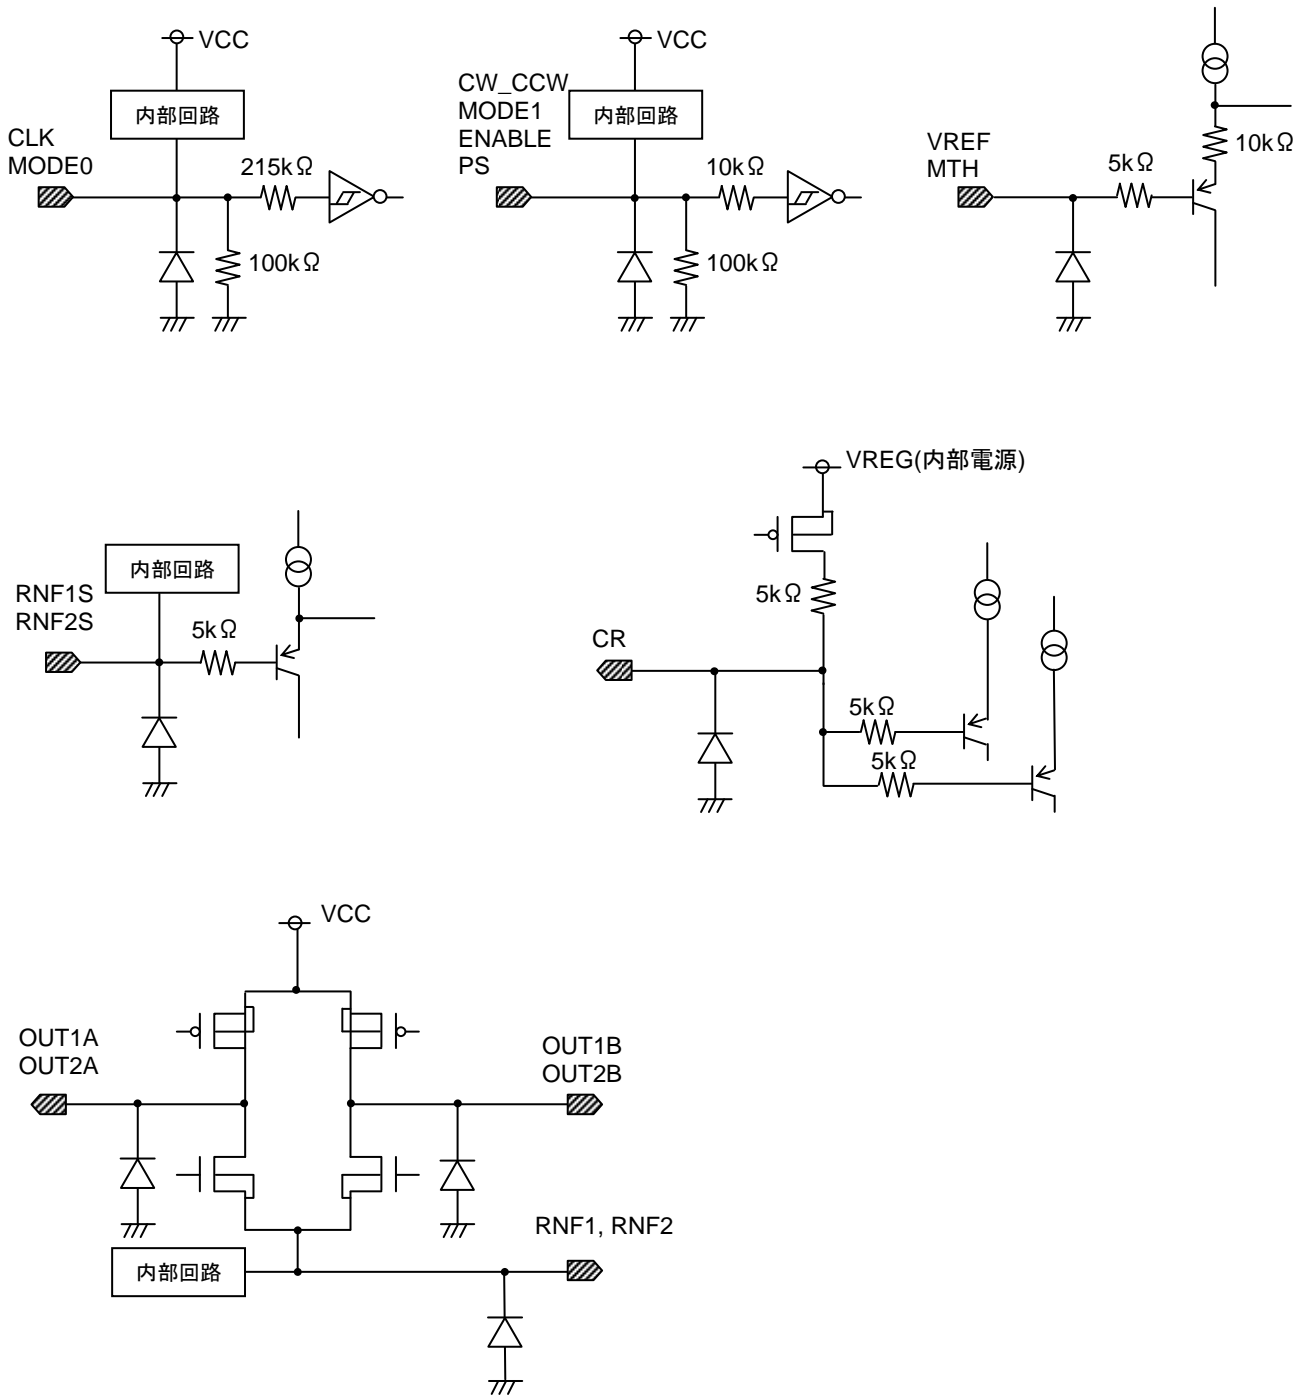 VCC
内部回路
CLK
MODE0
215kΩ
100kΩ
VCC
CW_CCW
MODE1
ENABLE
PS
内部回路
10kΩ
100kΩ
VREF
MTH
5kΩ
10kΩ
RNF1S
RNF2S
内部回路
5kΩ
VREG(内部電源)
5kΩ
CR
5kΩ
5kΩ
VCC
OUT1A
OUT2A
OUT1B
OUT2B
RNF1, RNF2
内部回路